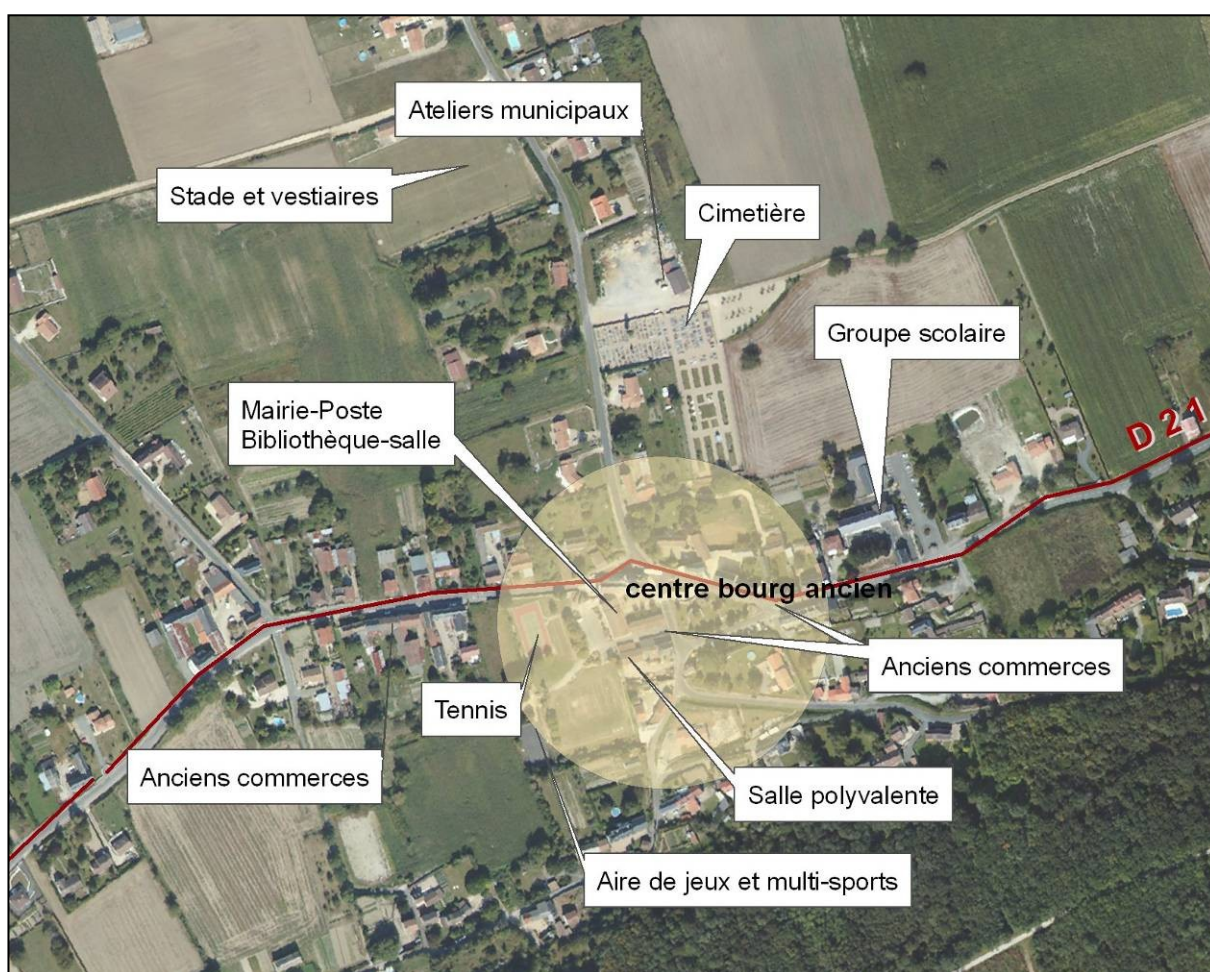 Ateliers municipaux
Stade et vestiaires
Cimetière
Groupe scolaire
Mairie-Poste
Bibliothèque-salle
D 21
centre bourg ancien
Anciens commerces
Tennis
Anciens commerces
Salle polyvalente
Aire de jeux et multi-sports